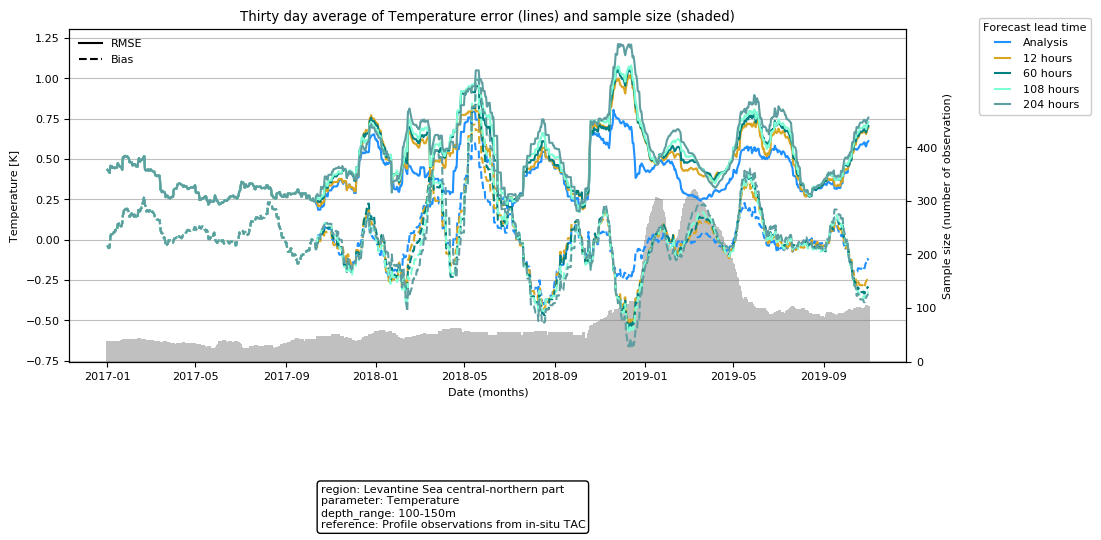 Thirty day average of Temperature error (lines) and sample size (shaded)
Forecast lead time
Analysis
12 hours
60 hours
108 hours
204 hours
RMSE
Bias
Temperature [K]
1.25
1.00
0.75
0.50
0.25
0.00
−0.25
−0.50
−0.75
400
300
200
100
0
Sample size (number of observation)
2017-01
2017-05
2017-09
2018-01
2018-05
2018-09
2019-01
2019-05
2019-09
Date (months)
region: Levantine Sea central-northern part
parameter: Temperature
depth_range: 100-150m
reference: Profile observations from in-situ TAC